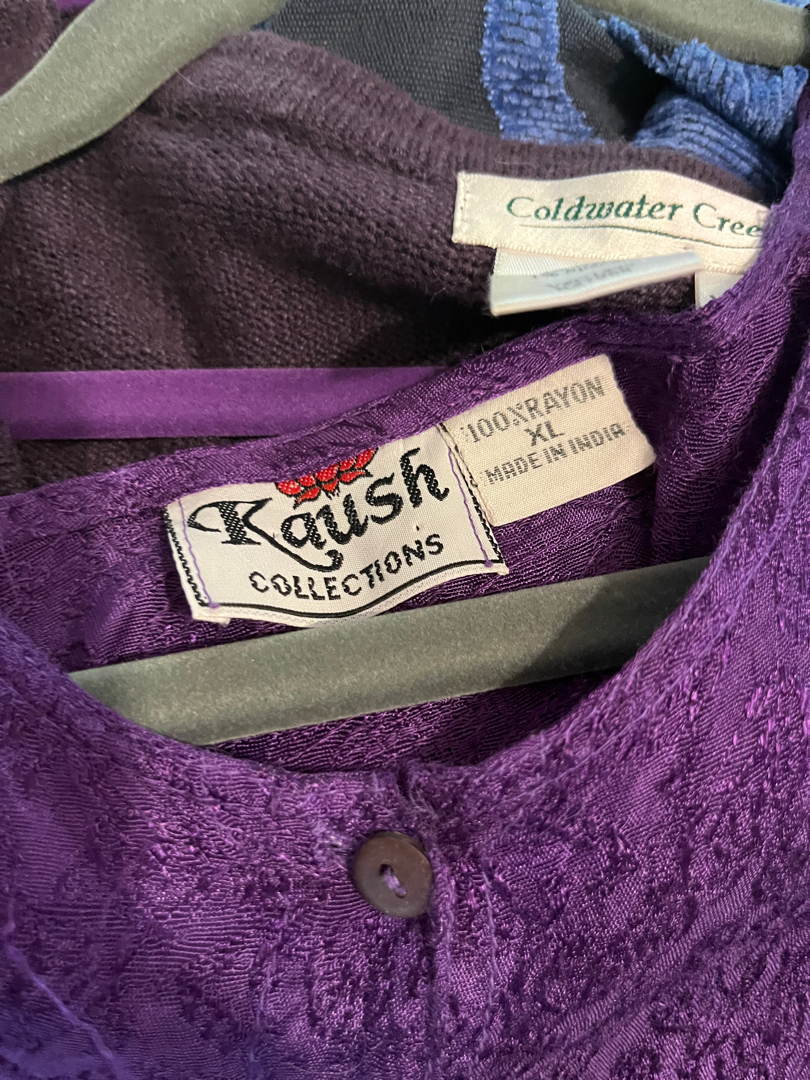 Coldwater Cree
100%RAYON
XL
MADE IN INDIA
Kaush
COLLECTIONS